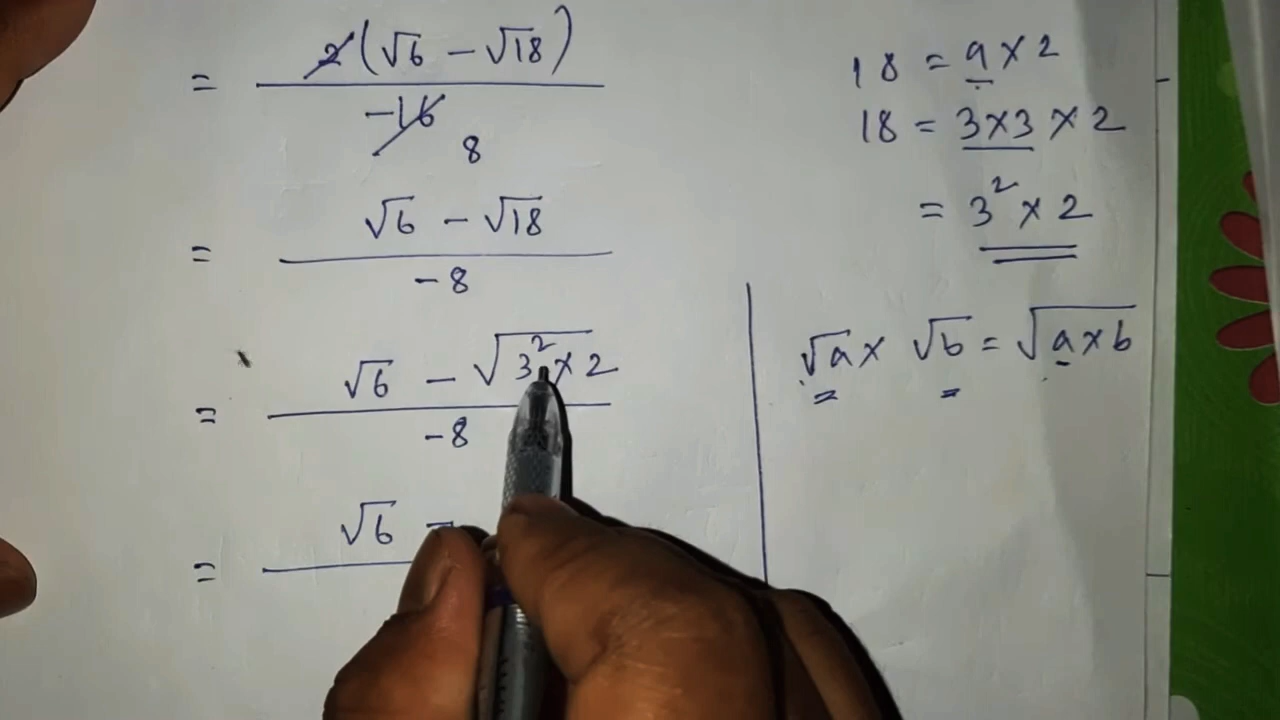 = 2(√6 − √18) / −16 8
= √6 − √18 / −8
= √6 − √3² × 2 / −8
= √6 −
18 = 9 × 2
18 = 3×3 × 2
= 3² × 2
√a × √b = √a × b